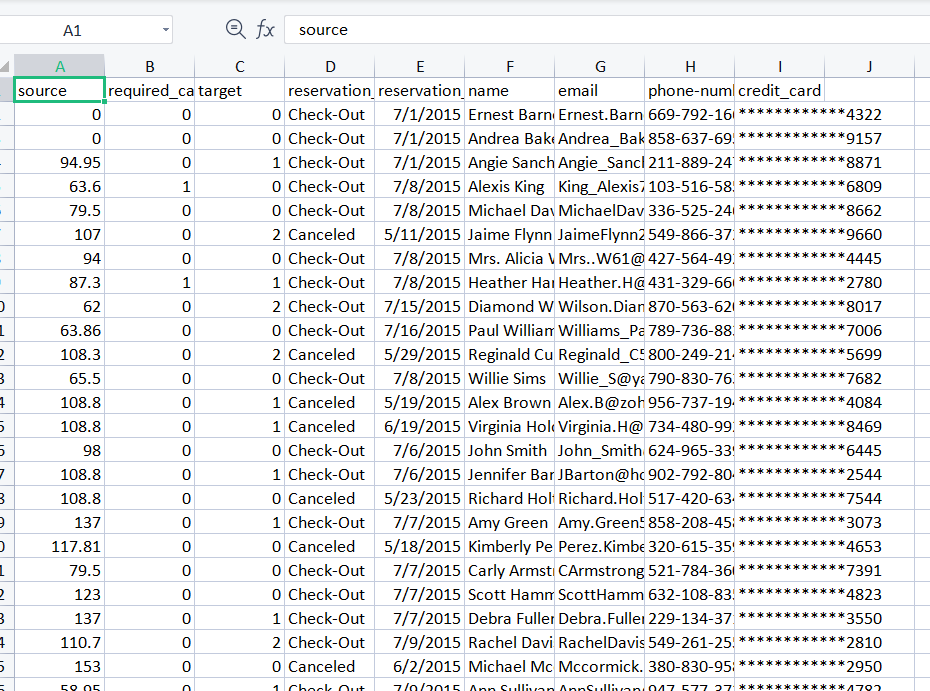 A1 fx source
A B C D E F G H I J
source required_ca target reservation_ reservation_ name email phone-numl credit_card
0 0 0 Check-Out 7/1/2015 Ernest Barn Ernest.Barn 669-792-16 ************4322
0 0 0 Check-Out 7/1/2015 Andrea Bak Andrea_Bak 858-637-69 ************9157
94.95 0 1 Check-Out 7/1/2015 Angie Sanch Angie_Sancl 211-889-24 ************8871
63.6 1 0 Check-Out 7/8/2015 Alexis King King_Alexis7 103-516-58 ************6809
79.5 0 0 Check-Out 7/8/2015 Michael Dav MichaelDav 336-525-24 ************8662
107 0 2 Canceled 5/11/2015 Jaime Flynn JaimeFlynn2 549-866-37 ************9660
94 0 0 Check-Out 7/8/2015 Mrs. Alicia Mrs..W61@ 427-564-49 ************4445
87.3 1 1 Check-Out 7/8/2015 Heather Har Heather.H@ 431-329-66 ************2780
62 0 2 Check-Out 7/15/2015 Diamond W Wilson.Dian 870-563-62 ************8017
63.86 0 0 Check-Out 7/16/2015 Paul William Williams_Pa 789-736-88 ************7006
108.3 0 2 Canceled 5/29/2015 Reginald Cu Reginald_C5 800-249-21 ************5699
65.5 0 0 Check-Out 7/8/2015 Willie Sims Willie_S@ya 790-830-76 ************7682
108.8 0 1 Canceled 5/19/2015 Alex Brown Alex.B@zoh 956-737-19 ************4084
108.8 0 1 Canceled 6/19/2015 Virginia Hol Virginia.H@ 734-480-99 ************8469
98 0 0 Check-Out 7/6/2015 John Smith John_Smith 624-965-33 ************6445
108.8 0 1 Check-Out 7/6/2015 Jennifer Bar JBarton@ho 902-792-80 ************2544
108.8 0 0 Canceled 5/23/2015 Richard Hol Richard.Hol 517-420-63 ************7544
137 0 1 Check-Out 7/7/2015 Amy Green Amy.Green5 858-208-45 ************3073
117.81 0 0 Canceled 5/18/2015 Kimberly Pe Perez.Kimbe 320-615-35 ************4653
79.5 0 0 Check-Out 7/7/2015 Carly Armst CArmstrong 521-784-36 ************7391
123 0 0 Check-Out 7/7/2015 Scott Hamm ScottHamm 632-108-83 ************4823
137 0 1 Check-Out 7/7/2015 Debra Fuller Debra.Fuller 229-134-37 ************3550
110.7 0 2 Check-Out 7/9/2015 Rachel Davi RachelDavis 549-261-25 ************2810
153 0 0 Canceled 6/2/2015 Michael Mc Mccormick. 380-830-95 ************2950
58.95 0 1 Check-Out 7/9/2015 Ann Sullivan AnnSullivan 947-577-37 ************4782